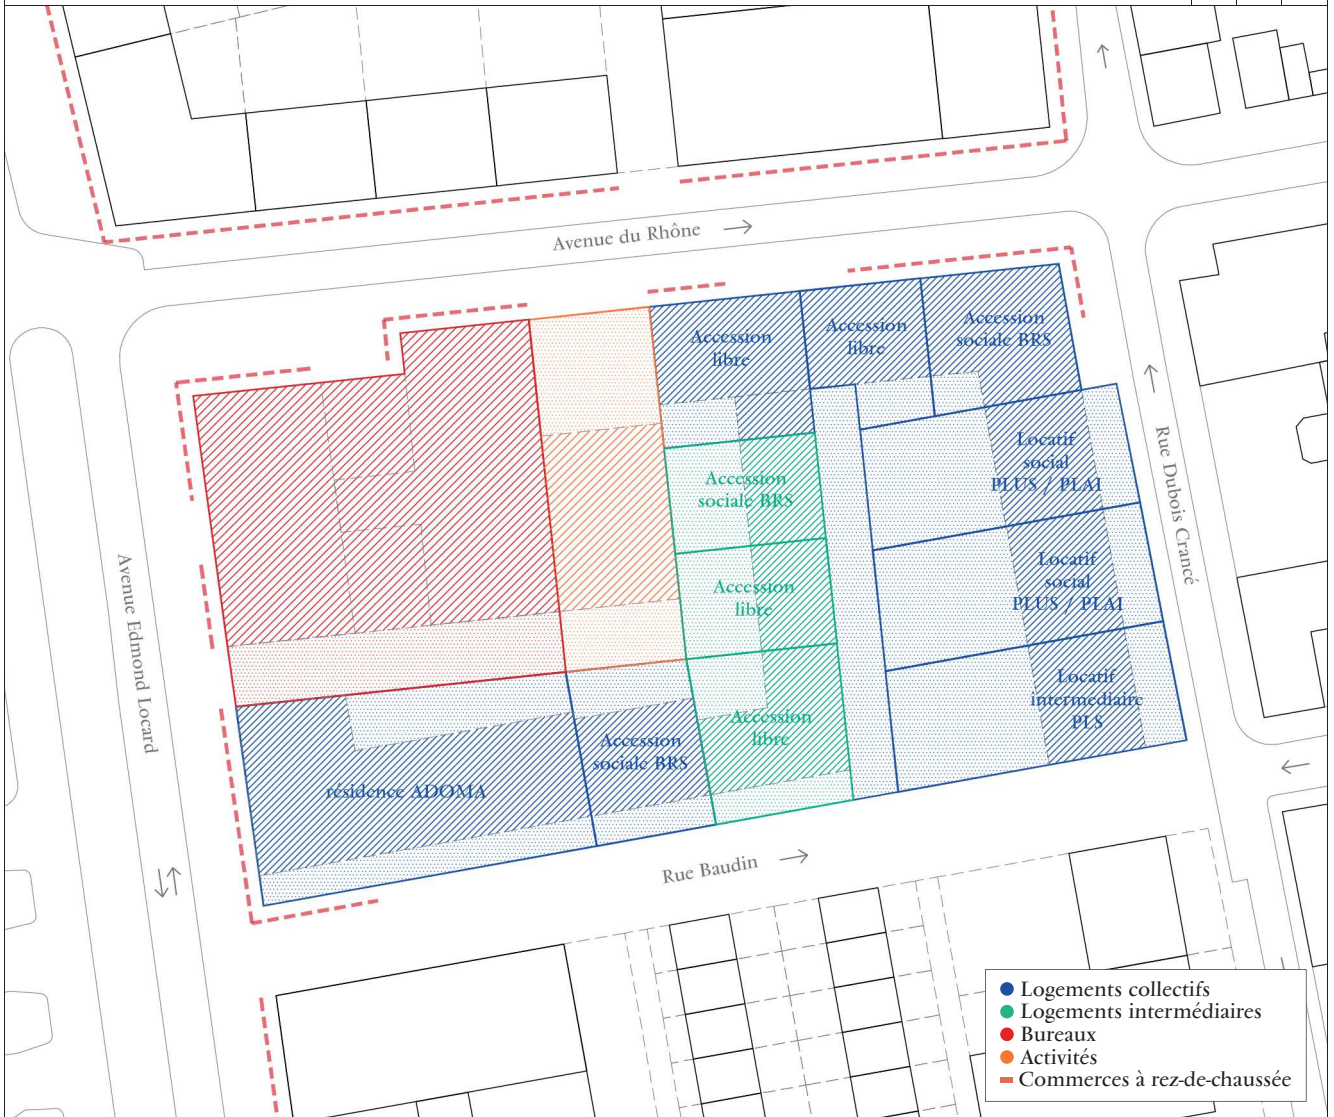 Avenue du Rhône
Accession
libre
Accession
libre
Accession
sociale BRS
Locatif
social
PLUS / PLAI
Rue Dubois Crancé
Accession
sociale BRS
Avenue Edmond Locard
Locatif
social
PLUS / PLAI
Accession
libre
Locatif
intermediaire
PLS
Accession
libre
Accession
sociale BRS
résidence ADOMA
Rue Baudin
Logements collectifs
Logements intermédiaires
Bureaux
Activités
Commerces à rez-de-chaussée